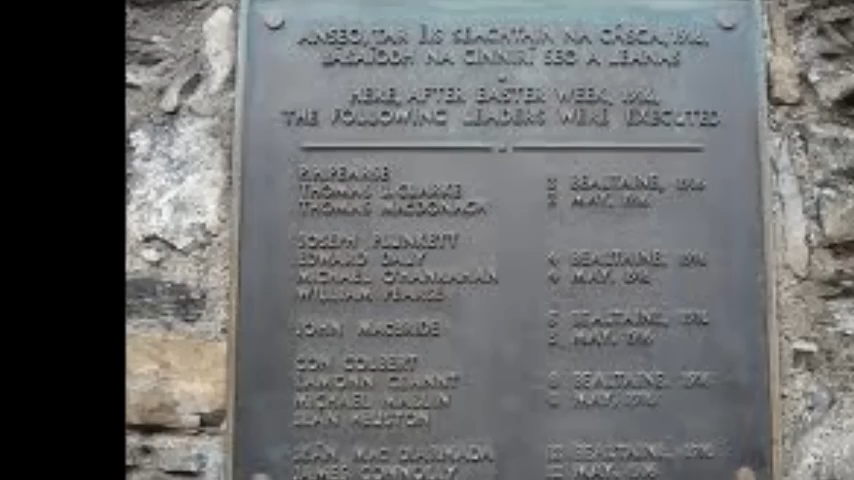 ANSEO, TAR ÉIS SEACHTAIN NA CÁSCA, 1916,
BÁSAÍODH NA CINNIRÍ SEO A LEANAS
HERE, AFTER EASTER WEEK, 1916,
THE FOLLOWING LEADERS WERE EXECUTED
P.H. PEARSE
THOMAS J. CLARKE 3 BEALTAINE, 1916
THOMAS MACDONAGH 3 MAY, 1916
JOSEPH PLUNKETT
EDWARD DALY 4 BEALTAINE, 1916
MICHAEL O'HANRAHAN 4 MAY, 1916
WILLIAM PEARSE
JOHN MACBRIDE 5 BEALTAINE, 1916
5 MAY, 1916
CON COLBERT
EAMONN CEANNT 8 BEALTAINE, 1916
MICHAEL MALLIN 8 MAY, 1916
SEAN HEUSTON
SEÁN MAC DIARMADA 12 BEALTAINE, 1916
JAMES CONNOLLY 12 MAY, 1916